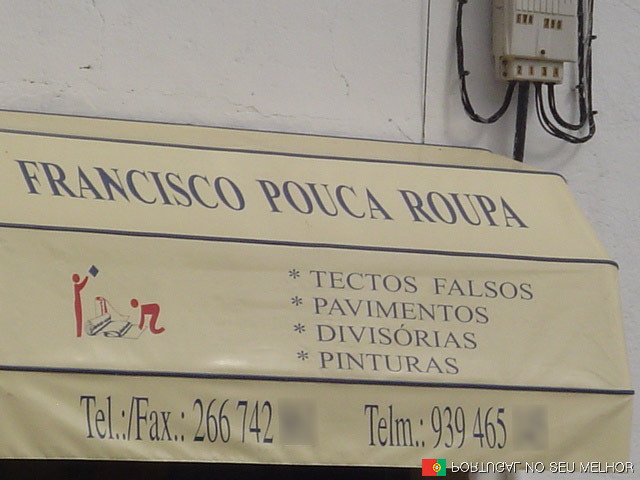 FRANCISCO POUCA ROUPA
* TECTOS FALSOS
* PAVIMENTOS
* DIVISÓRIAS
* PINTURAS
Tel.:/Fax.: 266 742
Telm.: 939 465
PORTUGAL NO SEU MELHOR